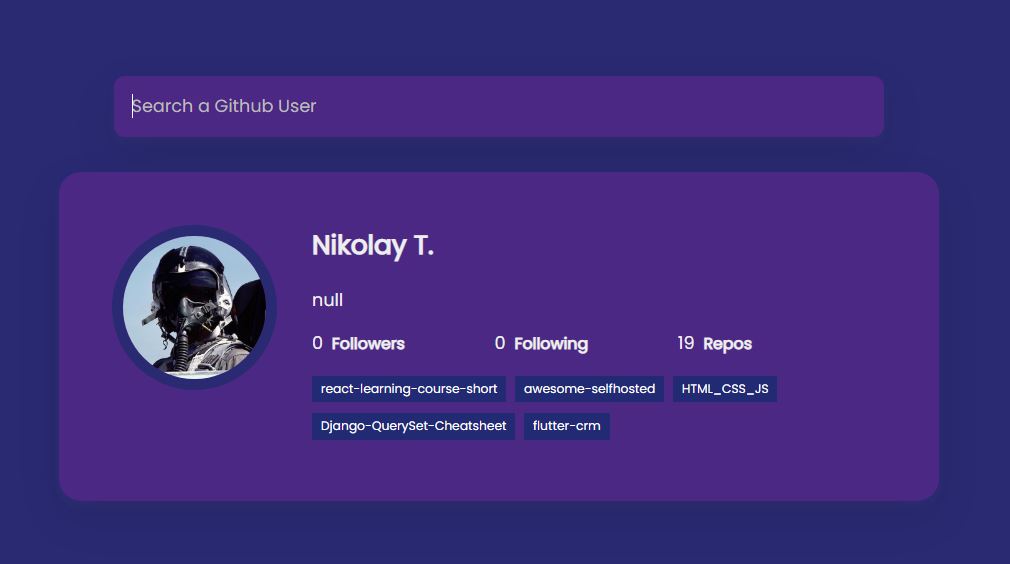 Search a Github User
Nikolay T.
null
0 Followers 0 Following 19 Repos
react-learning-course-short awesome-selfhosted HTML_CSS_JS
Django-QuerySet-Cheatsheet flutter-crm